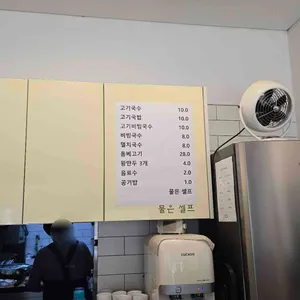 고기국수 10.0
고기국밥 10.0
고기비빔국수 10.0
비빔국수 8.0
멸치국수 8.0
돔베고기 28.0
왕만두 3개 4.0
음료수 2.0
공기밥 1.0
물은 셀프
물은 셀프